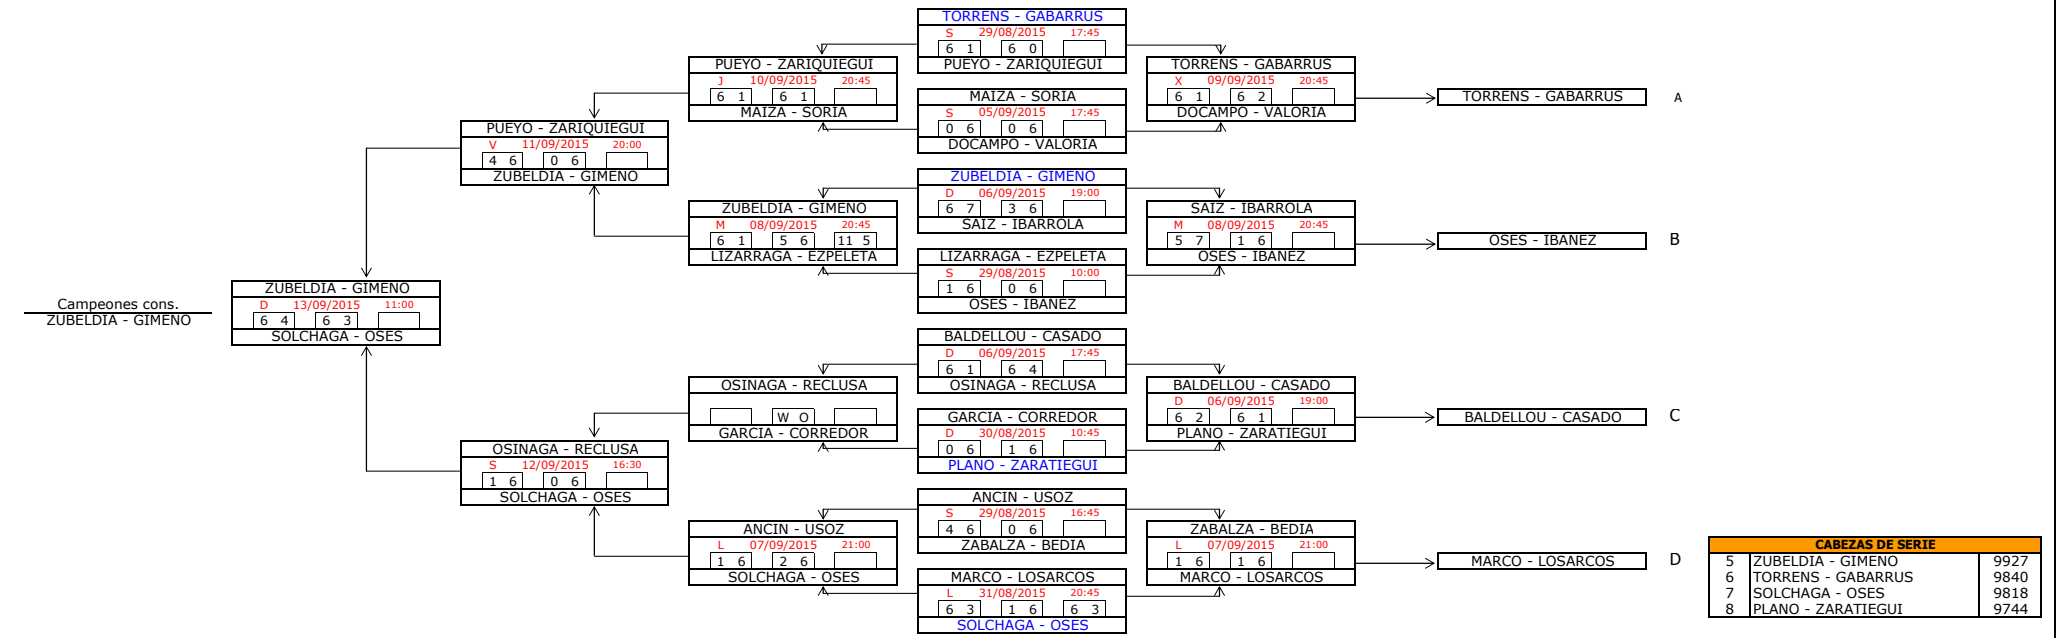 Campeones cons.
ZUBELDIA - GIMENO
ZUBELDIA - GIMENO
D 13/09/2015 11:00
6 4 6 3
SOLCHAGA - OSES
PUEYO - ZARIQUIEGUI
V 11/09/2015 20:00
4 6 0 6
ZUBELDIA - GIMENO
OSINAGA - RECLUSA
S 12/09/2015 16:30
1 6 0 6
SOLCHAGA - OSES
PUEYO - ZARIQUIEGUI
J 10/09/2015 20:45
6 1 6 1
MAIZA - SORIA
ZUBELDIA - GIMENO
M 08/09/2015 20:45
6 1 5 6 11 5
LIZARRAGA - EZPELETA
OSINAGA - RECLUSA
W O
GARCIA - CORREDOR
ANCIN - USOZ
L 07/09/2015 21:00
1 6 2 6
SOLCHAGA - OSES
TORRENS - GABARRUS
S 29/08/2015 17:45
6 1 6 0
PUEYO - ZARIQUIEGUI
MAIZA - SORIA
S 05/09/2015 17:45
0 6 0 6
DOCAMPO - VALORIA
ZUBELDIA - GIMENO
D 06/09/2015 19:00
6 7 3 6
SAIZ - IBARROLA
LIZARRAGA - EZPELETA
S 29/08/2015 10:00
1 6 0 6
OSES - IBAÑEZ
BALDELLOU - CASADO
D 06/09/2015 17:45
6 1 6 4
OSINAGA - RECLUSA
GARCIA - CORREDOR
D 30/08/2015 10:45
0 6 1 6
PLANO - ZARATIEGUI
ANCIN - USOZ
S 29/08/2015 16:45
4 6 0 6
ZABALZA - BEDIA
MARCO - LOSARCOS
L 31/08/2015 20:45
6 3 1 6 6 3
SOLCHAGA - OSES
TORRENS - GABARRUS
X 09/09/2015 20:45
6 1 6 2
DOCAMPO - VALORIA
SAIZ - IBARROLA
M 08/09/2015 20:45
5 7 1 6
OSES - IBAÑEZ
BALDELLOU - CASADO
D 06/09/2015 19:00
6 2 6 1
PLANO - ZARATIEGUI
ZABALZA - BEDIA
L 07/09/2015 21:00
1 6 1 6
MARCO - LOSARCOS
TORRENS - GABARRUS A
OSES - IBAÑEZ B
BALDELLOU - CASADO C
MARCO - LOSARCOS D
CABEZAS DE SERIE
5 ZUBELDIA - GIMENO 9927
6 TORRENS - GABARRUS 9840
7 SOLCHAGA - OSES 9818
8 PLANO - ZARATIEGUI 9744